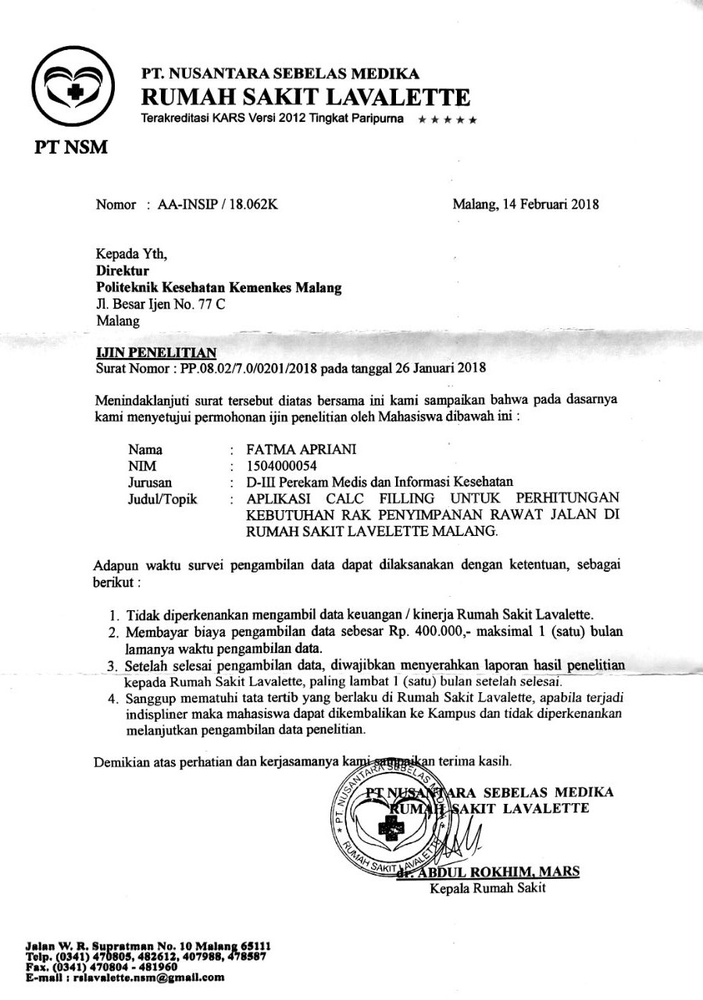 PT. NUSANTARA SEBELAS MEDIKA
RUMAH SAKIT LAVALETTE
Terakreditasi KARS Versi 2012 Tingkat Paripurna ★ ★ ★ ★ ★
PT NSM
Nomor : AA-INSIP / 18.062K Malang, 14 Februari 2018
Kepada Yth,
Direktur
Politeknik Kesehatan Kemenkes Malang
Jl. Besar Ijen No. 77 C
Malang
IJIN PENELITIAN
Surat Nomor : PP.08.02/7.0/0201/2018 pada tanggal 26 Januari 2018
Menindaklanjuti surat tersebut diatas bersama ini kami sampaikan bahwa pada dasarnya
kami menyetujui permohonan ijin penelitian oleh Mahasiswa dibawah ini :
Nama : FATMA APRIANI
NIM : 1504000054
Jurusan : D-III Perekam Medis dan Informasi Kesehatan
Judul/Topik : APLIKASI CALC FILLING UNTUK PERHITUNGAN
KEBUTUHAN RAK PENYIMPANAN RAWAT JALAN DI
RUMAH SAKIT LAVELETTE MALANG.
Adapun waktu survei pengambilan data dapat dilaksanakan dengan ketentuan, sebagai
berikut :
1. Tidak diperkenankan mengambil data keuangan / kinerja Rumah Sakit Lavalette.
2. Membayar biaya pengambilan data sebesar Rp. 400.000,- maksimal 1 (satu) bulan
lamanya waktu pengambilan data.
3. Setelah selesai pengambilan data, diwajibkan menyerahkan laporan hasil penelitian
kepada Rumah Sakit Lavalette, paling lambat 1 (satu) bulan setelah selesai.
4. Sanggup mematuhi tata tertib yang berlaku di Rumah Sakit Lavalette, apabila terjadi
indispliner maka mahasiswa dapat dikembalikan ke Kampus dan tidak diperkenankan
melanjutkan pengambilan data penelitian.
Demikian atas perhatian dan kerjasamanya kami sampaikan terima kasih.
PT NUSANTARA SEBELAS MEDIKA
RUMAH SAKIT LAVALETTE
* PT. NUSANTARA SEBELAS MEDIKA *
RUMAH SAKIT LAVALETTE
dr. ABDUL ROKHIM, MARS
Kepala Rumah Sakit
Jalan W. R. Supratman No. 10 Malang 65111
Telp. (0341) 470805, 482612, 407988, 478587
Fax. (0341) 470804 - 481960
E-mail : rslavalette.nsm@gmail.com